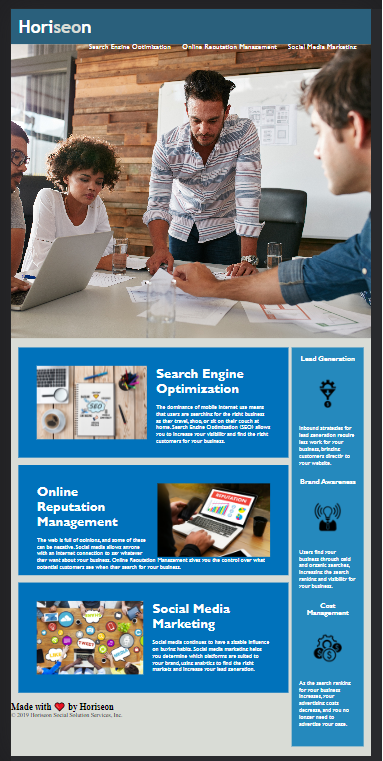 Horiseon
Search Engine Optimization Online Reputation Management Social Media Marketing
Search Engine
Optimization
The dominance of mobile internet use means
that users are searching for the right business
as they travel, shop, or sit on their couch at
home. Search Engine Optimization (SEO) allows
you to increase your visibility and find the right
customers for your business.
SEO
Online
Reputation
Management
The web is full of opinions, and some of these
can be negative. Social media allows anyone
with an internet connection to say whatever
they want about your business. Online Reputation Management gives you the control over what
potential customers see when they search for your business.
REPUTATION
Social Media
Marketing
Social media continues to have a sizable influence
on buying habits. Social media marketing helps
you determine which platforms are suited to
your brand, using analytics to find the right
markets and increase your lead generation.
TWEET
LIKE
Lead Generation
Inbound strategies for
lead generation require
less work for your
business, bringing
customers directly to
your website.
Brand Awareness
Users find your
business through paid
and organic searches,
increasing the search
ranking and visibility for
your business.
Cost
Management
As the search ranking
for your business
increases, your
advertising costs
decrease, and you no
longer need to
advertise your page.
Made with ❤️ by Horiseon
© 2019 Horiseon Social Solution Services, Inc.